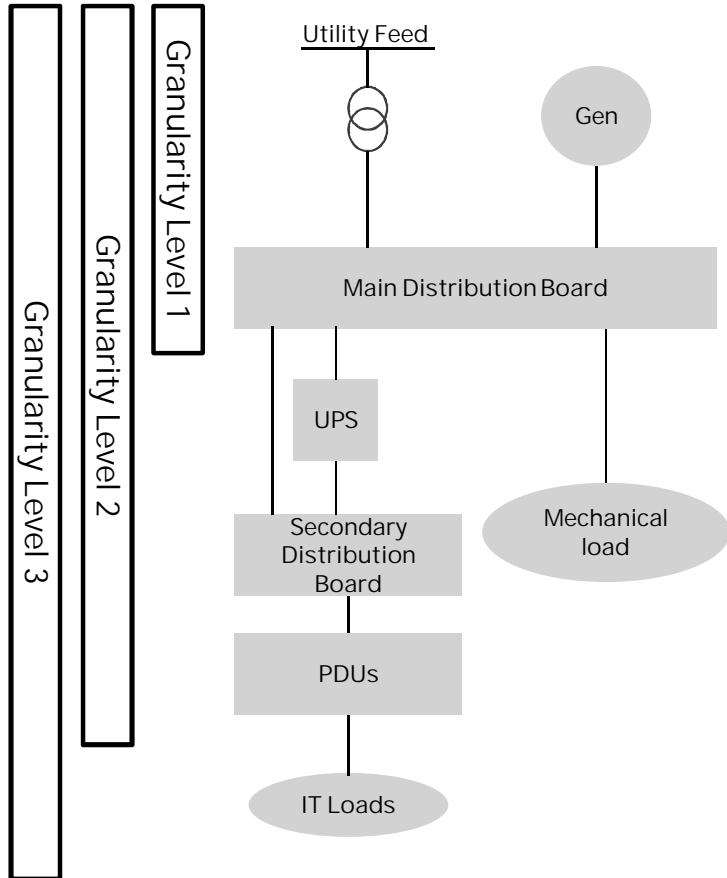 Granularity Level 3
Granularity Level 2
Granularity Level 1
Utility Feed
Gen
Main Distribution Board
UPS
Secondary
Distribution
Board
Mechanical
load
PDUs
IT Loads